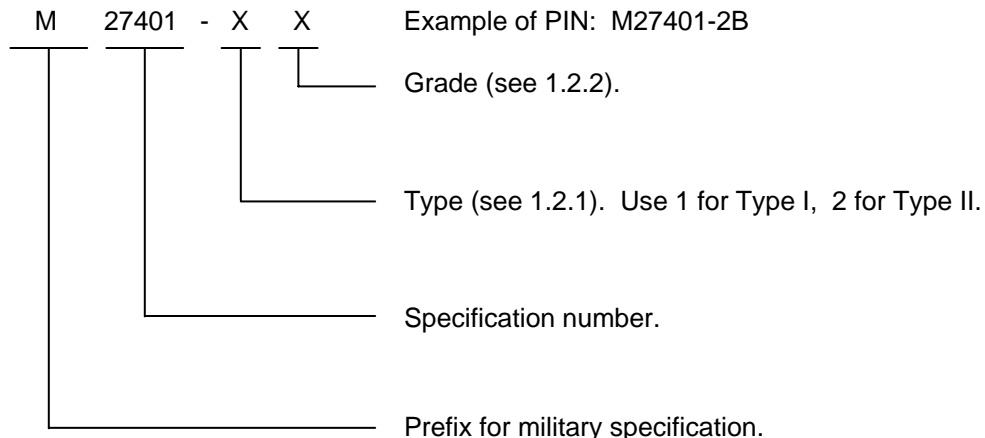 M 27401 - X X Example of PIN: M27401-2B
Grade (see 1.2.2).
Type (see 1.2.1). Use 1 for Type I, 2 for Type II.
Specification number.
Prefix for military specification.